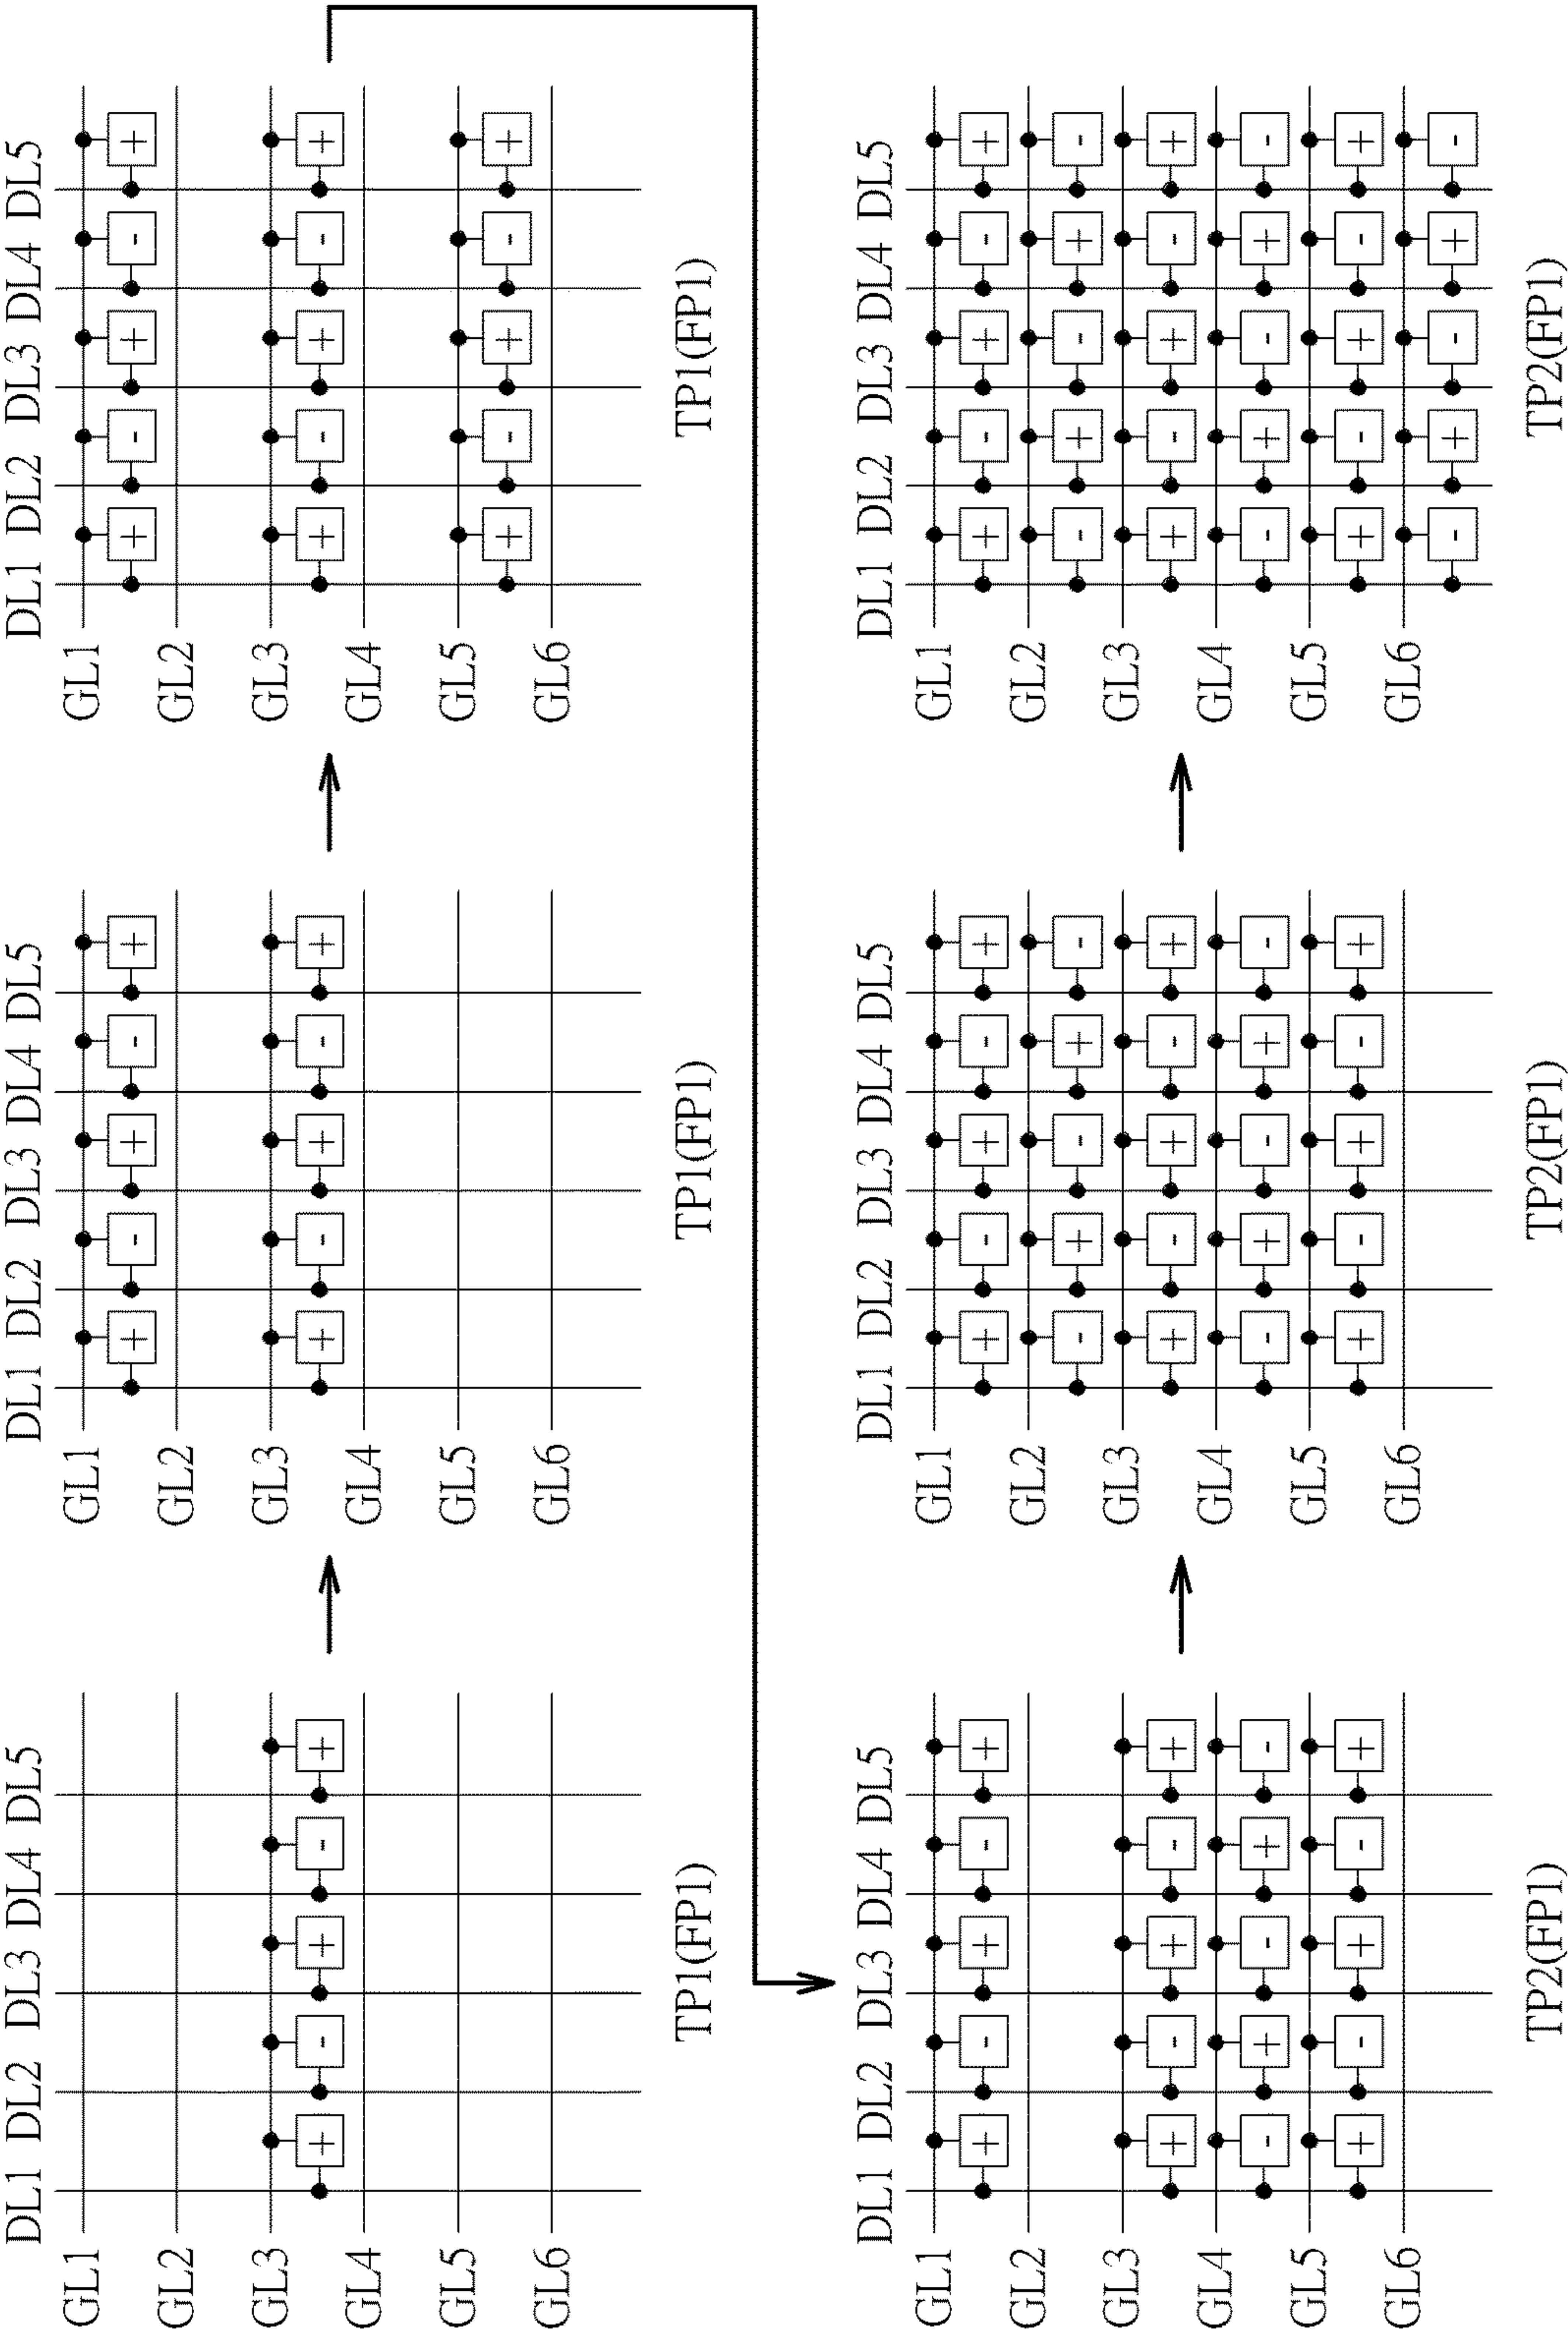 DL1 DL2 DL3 DL4 DL5
GL1
GL2
GL3
+ - + - +
GL4
GL5
GL6
TP1(FP1)
DL1 DL2 DL3 DL4 DL5
GL1
+ - + - +
GL2
GL3
+ - + - +
GL4
GL5
GL6
TP1(FP1)
DL1 DL2 DL3 DL4 DL5
GL1
+ - + - +
GL2
GL3
+ - + - +
GL4
GL5
+ - + - +
GL6
TP1(FP1)
DL1 DL2 DL3 DL4 DL5
GL1
+ - + - +
GL2
GL3
+ - + - +
GL4
- + - + -
GL5
+ - + - +
GL6
TP2(FP1)
DL1 DL2 DL3 DL4 DL5
GL1
+ - + - +
GL2
- + - + -
GL3
+ - + - +
GL4
- + - + -
GL5
+ - + - +
GL6
TP2(FP1)
DL1 DL2 DL3 DL4 DL5
GL1
+ - + - +
GL2
- + - + -
GL3
+ - + - +
GL4
- + - + -
GL5
+ - + - +
GL6
- + - + -
TP2(FP1)